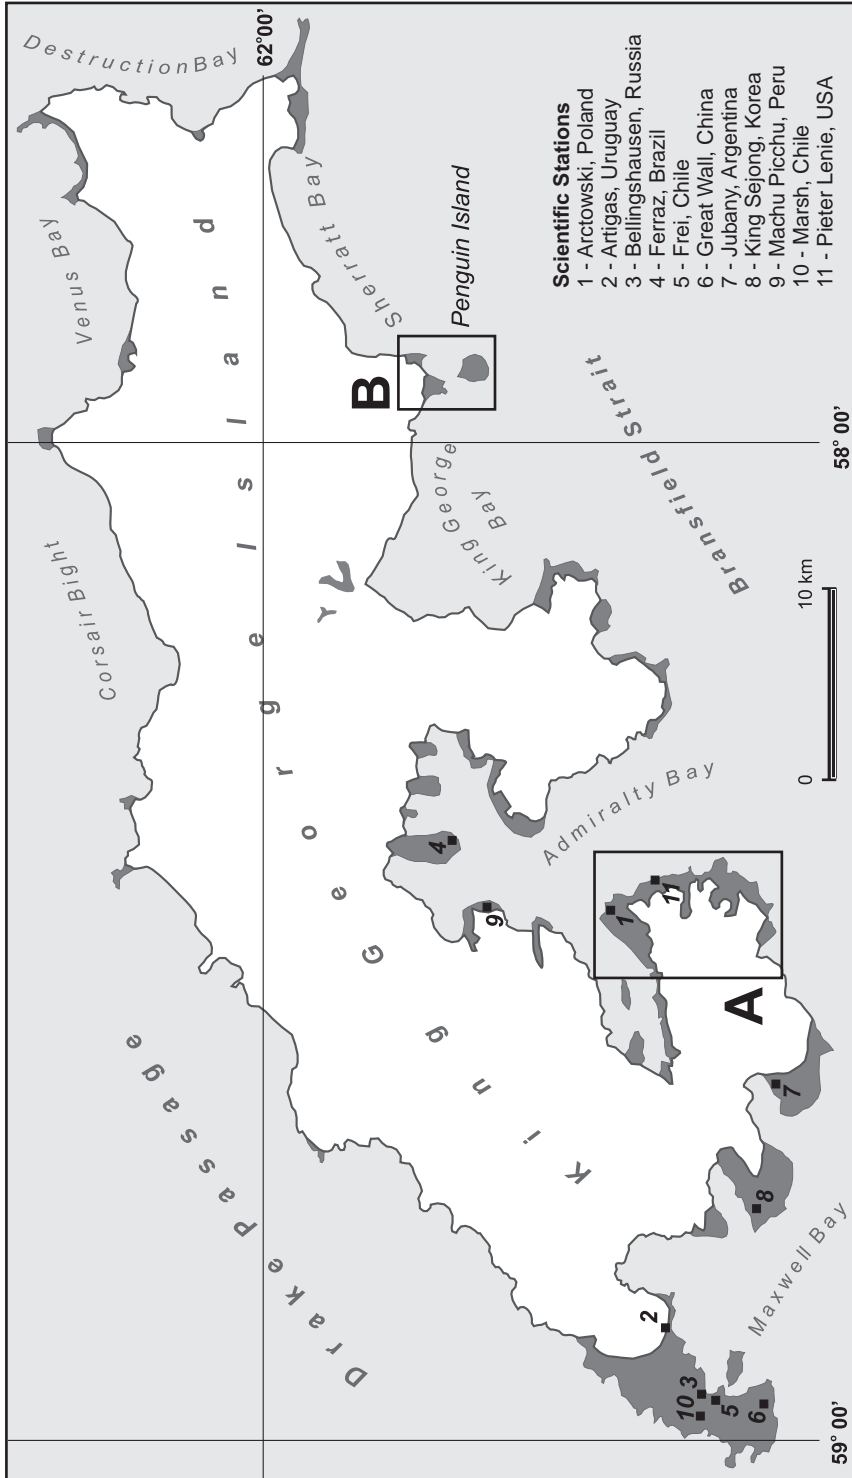 Destruction Bay
62°00'
Venus Bay
Sherratt Bay
Corsair Bight
Penguin Island
B
King George
Bay
Bransfield Strait
58° 00'
King George Island
Drake Passage
Admiralty Bay
4
9
1
11
A
7
8
2
3
10
5
6
Maxwell Bay
59° 00'
0
10 km
Scientific Stations
1 - Arctowski, Poland
2 - Artigas, Uruguay
3 - Bellingshausen, Russia
4 - Ferraz, Brazil
5 - Frei, Chile
6 - Great Wall, China
7 - Jubany, Argentina
8 - King Sejong, Korea
9 - Machu Picchu, Peru
10 - Marsh, Chile
11 - Pieter Lenie, USA